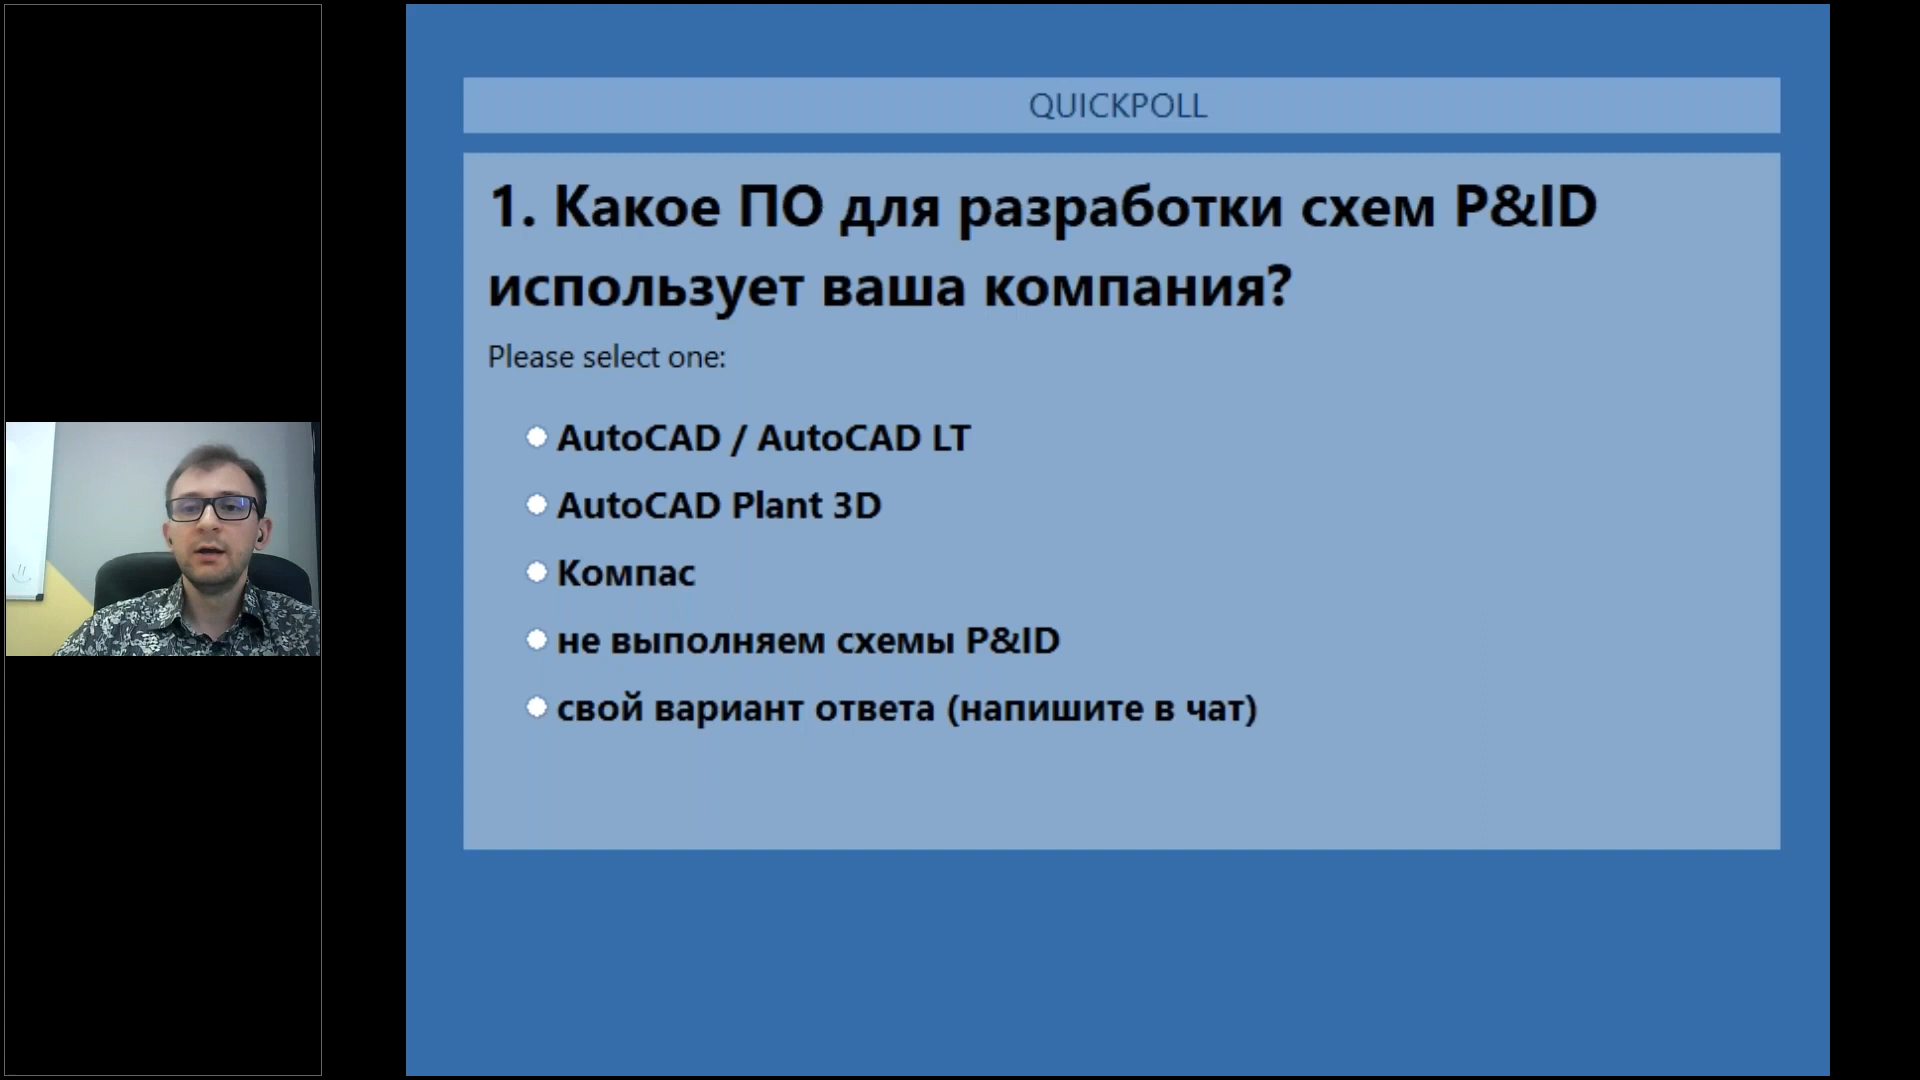 QUICKPOLL
1. Какое ПО для разработки схем P&ID
использует ваша компания?
Please select one:
AutoCAD / AutoCAD LT
AutoCAD Plant 3D
Компас
не выполняем схемы P&ID
свой вариант ответа (напишите в чат)